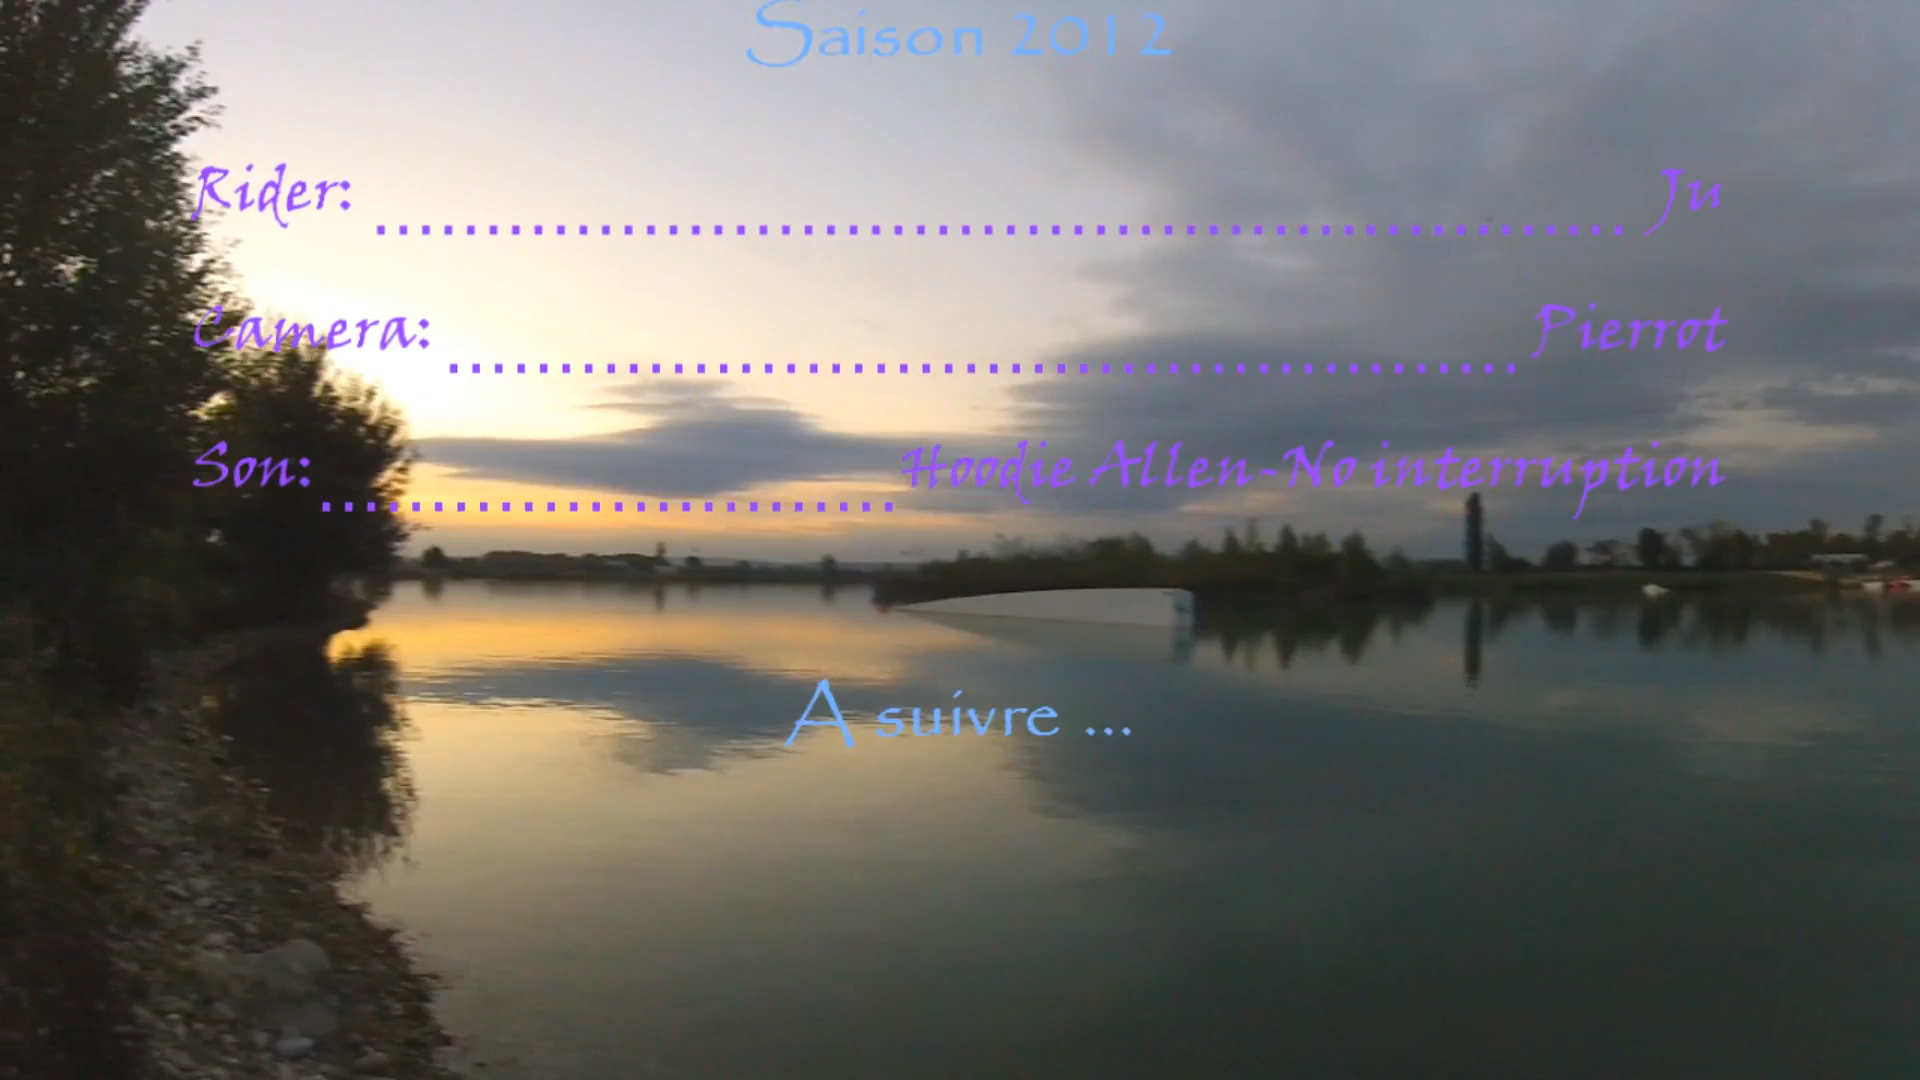 Saison 2012
Rider: ........................................................ Ju
Camera: ................................................ Pierrot
Son: .......................... Hoodie Allen-No interruption
A suivre ...